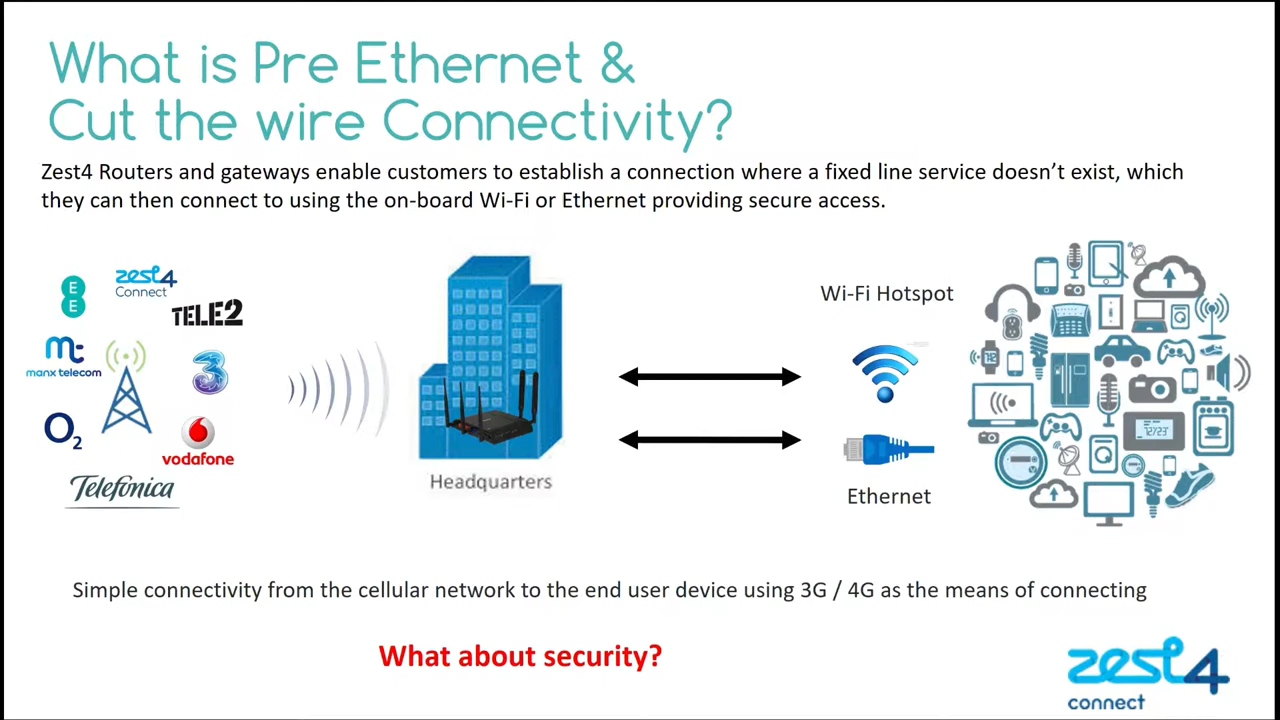 What is Pre Ethernet &
Cut the wire Connectivity?
Zest4 Routers and gateways enable customers to establish a connection where a fixed line service doesn’t exist, which
they can then connect to using the on-board Wi-Fi or Ethernet providing secure access.
EE
zest4
Connect
TELE2
mt
manx telecom
3
O2
vodafone
Telefónica
Headquarters
Wi-Fi Hotspot
Ethernet
Simple connectivity from the cellular network to the end user device using 3G / 4G as the means of connecting
What about security?
zest4
connect